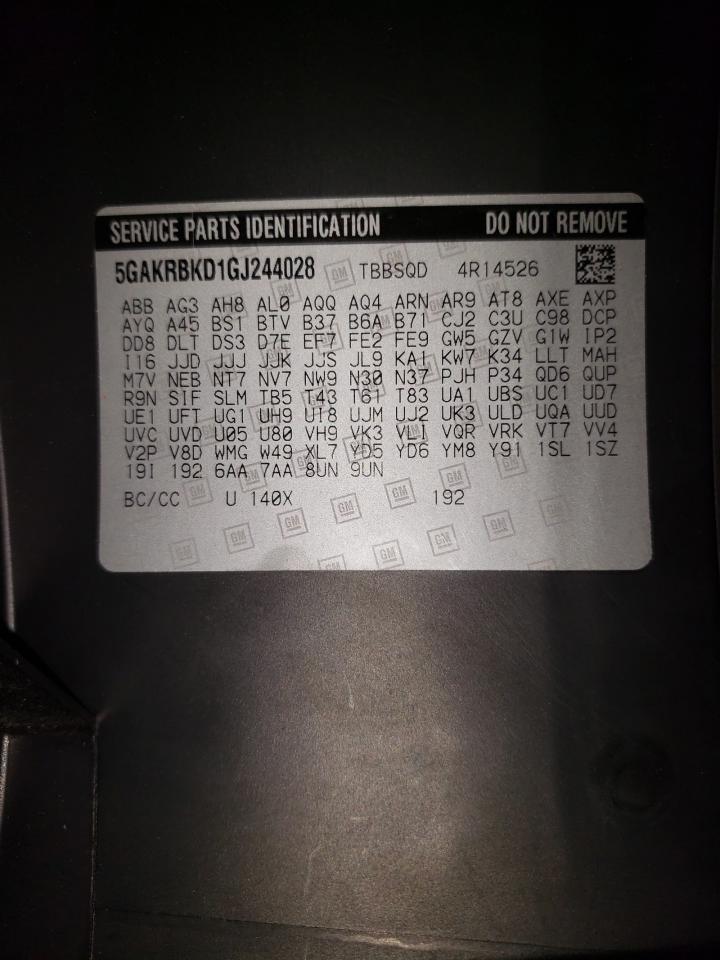 SERVICE PARTS IDENTIFICATION DO NOT REMOVE
5GAKRBKD1GJ244028 TBBSQD 4R14526
ABB AG3 AH8 AL0 AQQ AQ4 ARN AR9 AT8 AXE AXP
AYQ A45 BS1 BTV B37 B6A B71 CJ2 C3U C98 DCP
DD8 DLT DS3 D7E EF7 FE2 FE9 GW5 GZV G1W IP2
I16 JJD JJJ JJK JJS JL9 KA1 KW7 K34 LLT MAH
M7V NEB NT7 NV7 NW9 N30 N37 PJH P34 QD6 QUP
R9N SIF SLM TB5 T43 T61 T83 UA1 UBS UC1 UD7
UE1 UFT UG1 UH9 UI8 UJM UJ2 UK3 ULD UQA UUD
UVC UVD U05 U80 VH9 VK3 VLI VQR VRK VT7 VV4
V2P V8D WMG W49 XL7 YD5 YD6 YM8 Y91 1SL 1SZ
19I 192 6AA 7AA 8UN 9UN
BC/CC U 140X 192